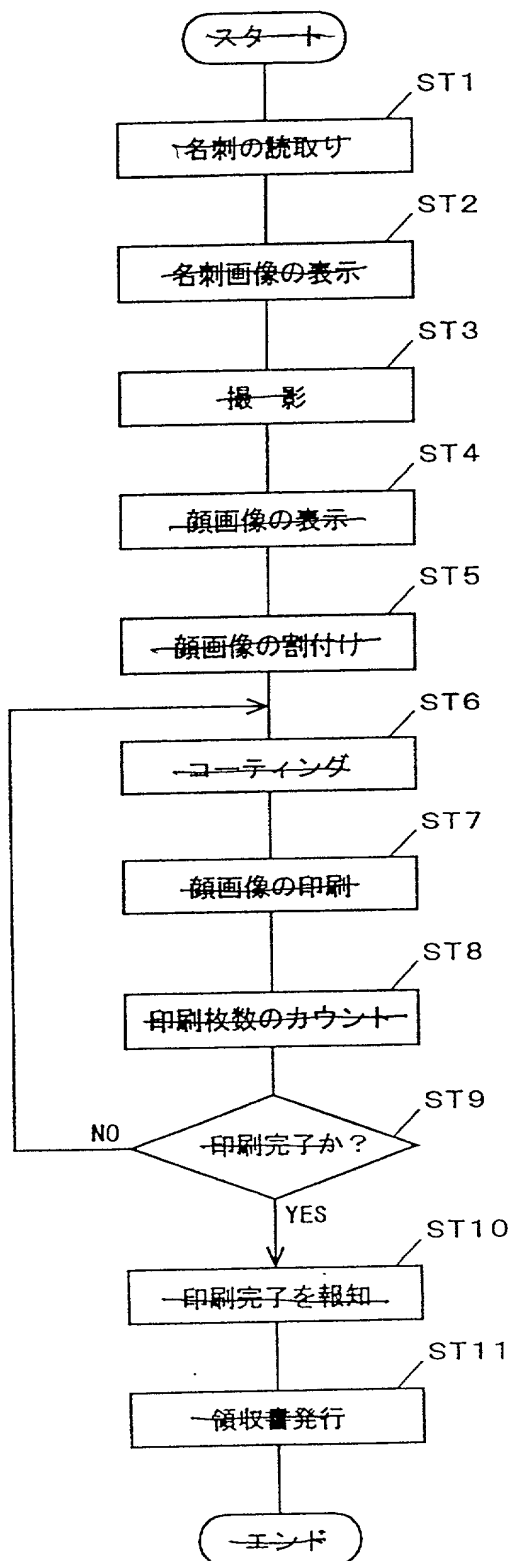 スタート
ST1
名刺の読取り
ST2
名刺画像の表示
ST3
撮 影
ST4
顔画像の表示
ST5
顔画像の割付け
ST6
コーティング
ST7
顔画像の印刷
ST8
印刷枚数のカウント
ST9
NO
印刷完了か?
YES
ST10
印刷完了を報知
ST11
領収書発行
エンド